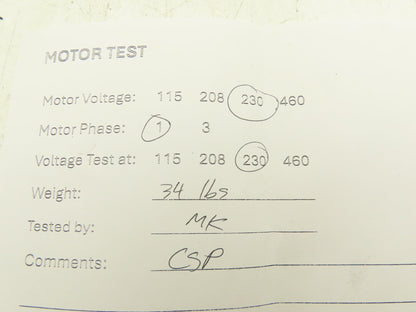 MOTOR TEST
Motor Voltage: 115 208 230 460
Motor Phase: 1 3
Voltage Test at: 115 208 230 460
Weight: 34 lbs
Tested by: MK
Comments: CSP